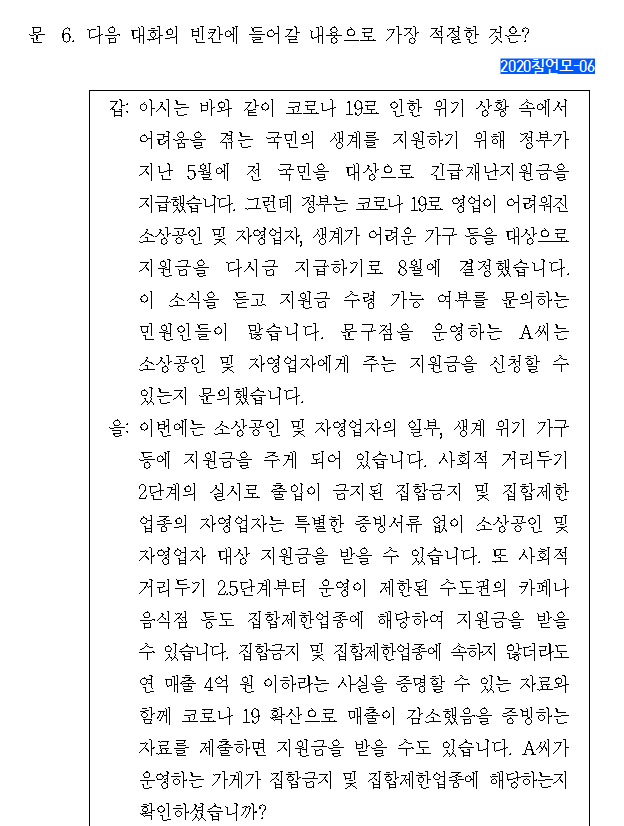 문 6. 다음 대화의 빈칸에 들어갈 내용으로 가장 적절한 것은?
2020침언모-06
갑: 아시는 바와 같이 코로나 19로 인한 위기 상황 속에서
어려움을 겪는 국민의 생계를 지원하기 위해 정부가
지난 5월에 전 국민을 대상으로 긴급재난지원금을
지급했습니다. 그런데 정부는 코로나 19로 영업이 어려워진
소상공인 및 자영업자, 생계가 어려운 가구 등을 대상으로
지원금을 다시금 지급하기로 8월에 결정했습니다.
이 소식을 듣고 지원금 수령 가능 여부를 문의하는
민원인들이 많습니다. 문구점을 운영하는 A씨는
소상공인 및 자영업자에게 주는 지원금을 신청할 수
있는지 문의했습니다.
을: 이번에는 소상공인 및 자영업자의 일부, 생계 위기 가구
등에 지원금을 주게 되어 있습니다. 사회적 거리두기
2단계의 실시로 출입이 금지된 집합금지 및 집합제한
업종의 자영업자는 특별한 증빙서류 없이 소상공인 및
자영업자 대상 지원금을 받을 수 있습니다. 또 사회적
거리두기 2.5단계부터 운영이 제한된 수도권의 카페나
음식점 등도 집합제한업종에 해당하여 지원금을 받을
수 있습니다. 집합금지 및 집합제한업종에 속하지 않더라도
연 매출 4억 원 이하라는 사실을 증명할 수 있는 자료와
함께 코로나 19 확산으로 매출이 감소했음을 증빙하는
자료를 제출하면 지원금을 받을 수도 있습니다. A씨가
운영하는 가게가 집합금지 및 집합제한업종에 해당하는지
확인하셨습니까?